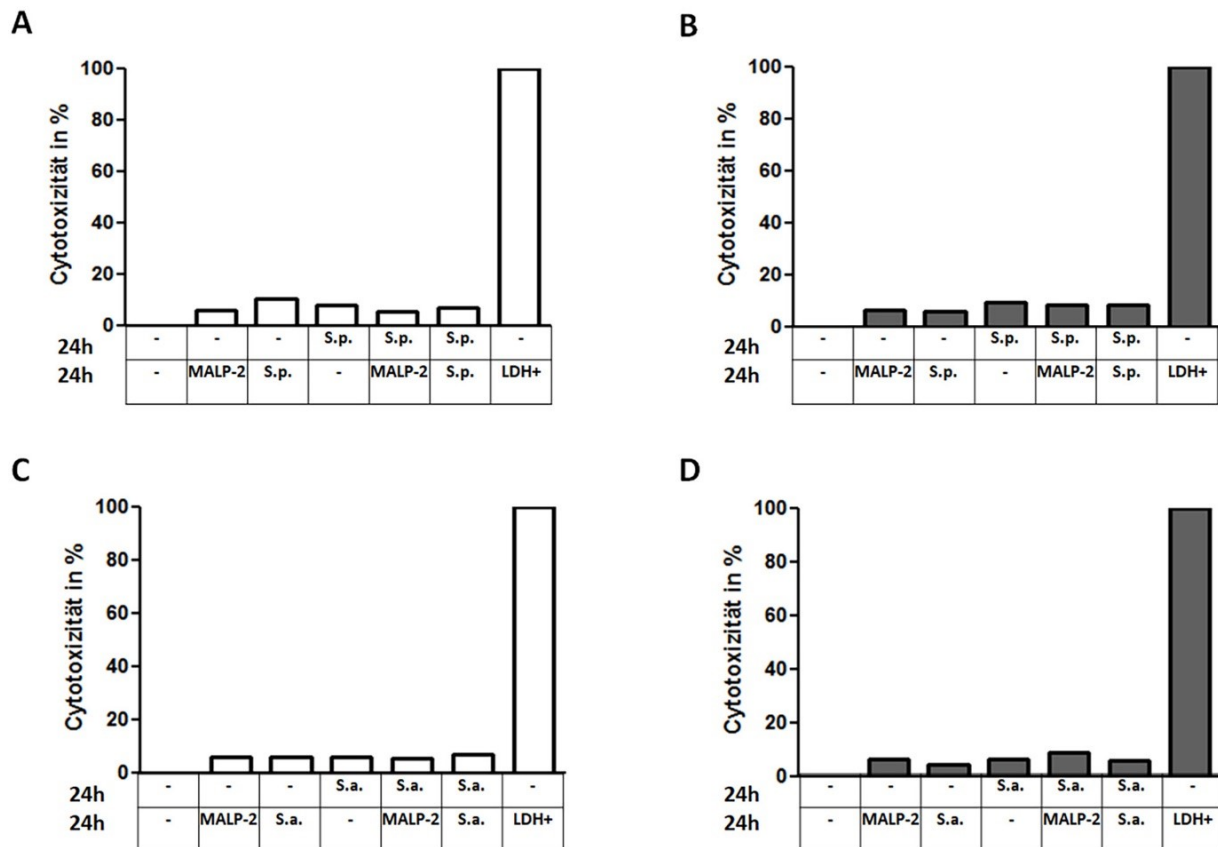 A
Cytotoxizität in %
100
80
60
40
20
0
24h - - - S.p. S.p. S.p. -
24h - MALP-2 S.p. - MALP-2 S.p. LDH+
B
Cytotoxizität in %
100
80
60
40
20
0
24h - - - S.p. S.p. S.p. -
24h - MALP-2 S.p. - MALP-2 S.p. LDH+
C
Cytotoxizität in %
100
80
60
40
20
0
24h - - - S.a. S.a. S.a. -
24h - MALP-2 S.a. - MALP-2 S.a. LDH+
D
Cytotoxizität in %
100
80
60
40
20
0
24h - - - S.a. S.a. S.a. -
24h - MALP-2 S.a. - MALP-2 S.a. LDH+